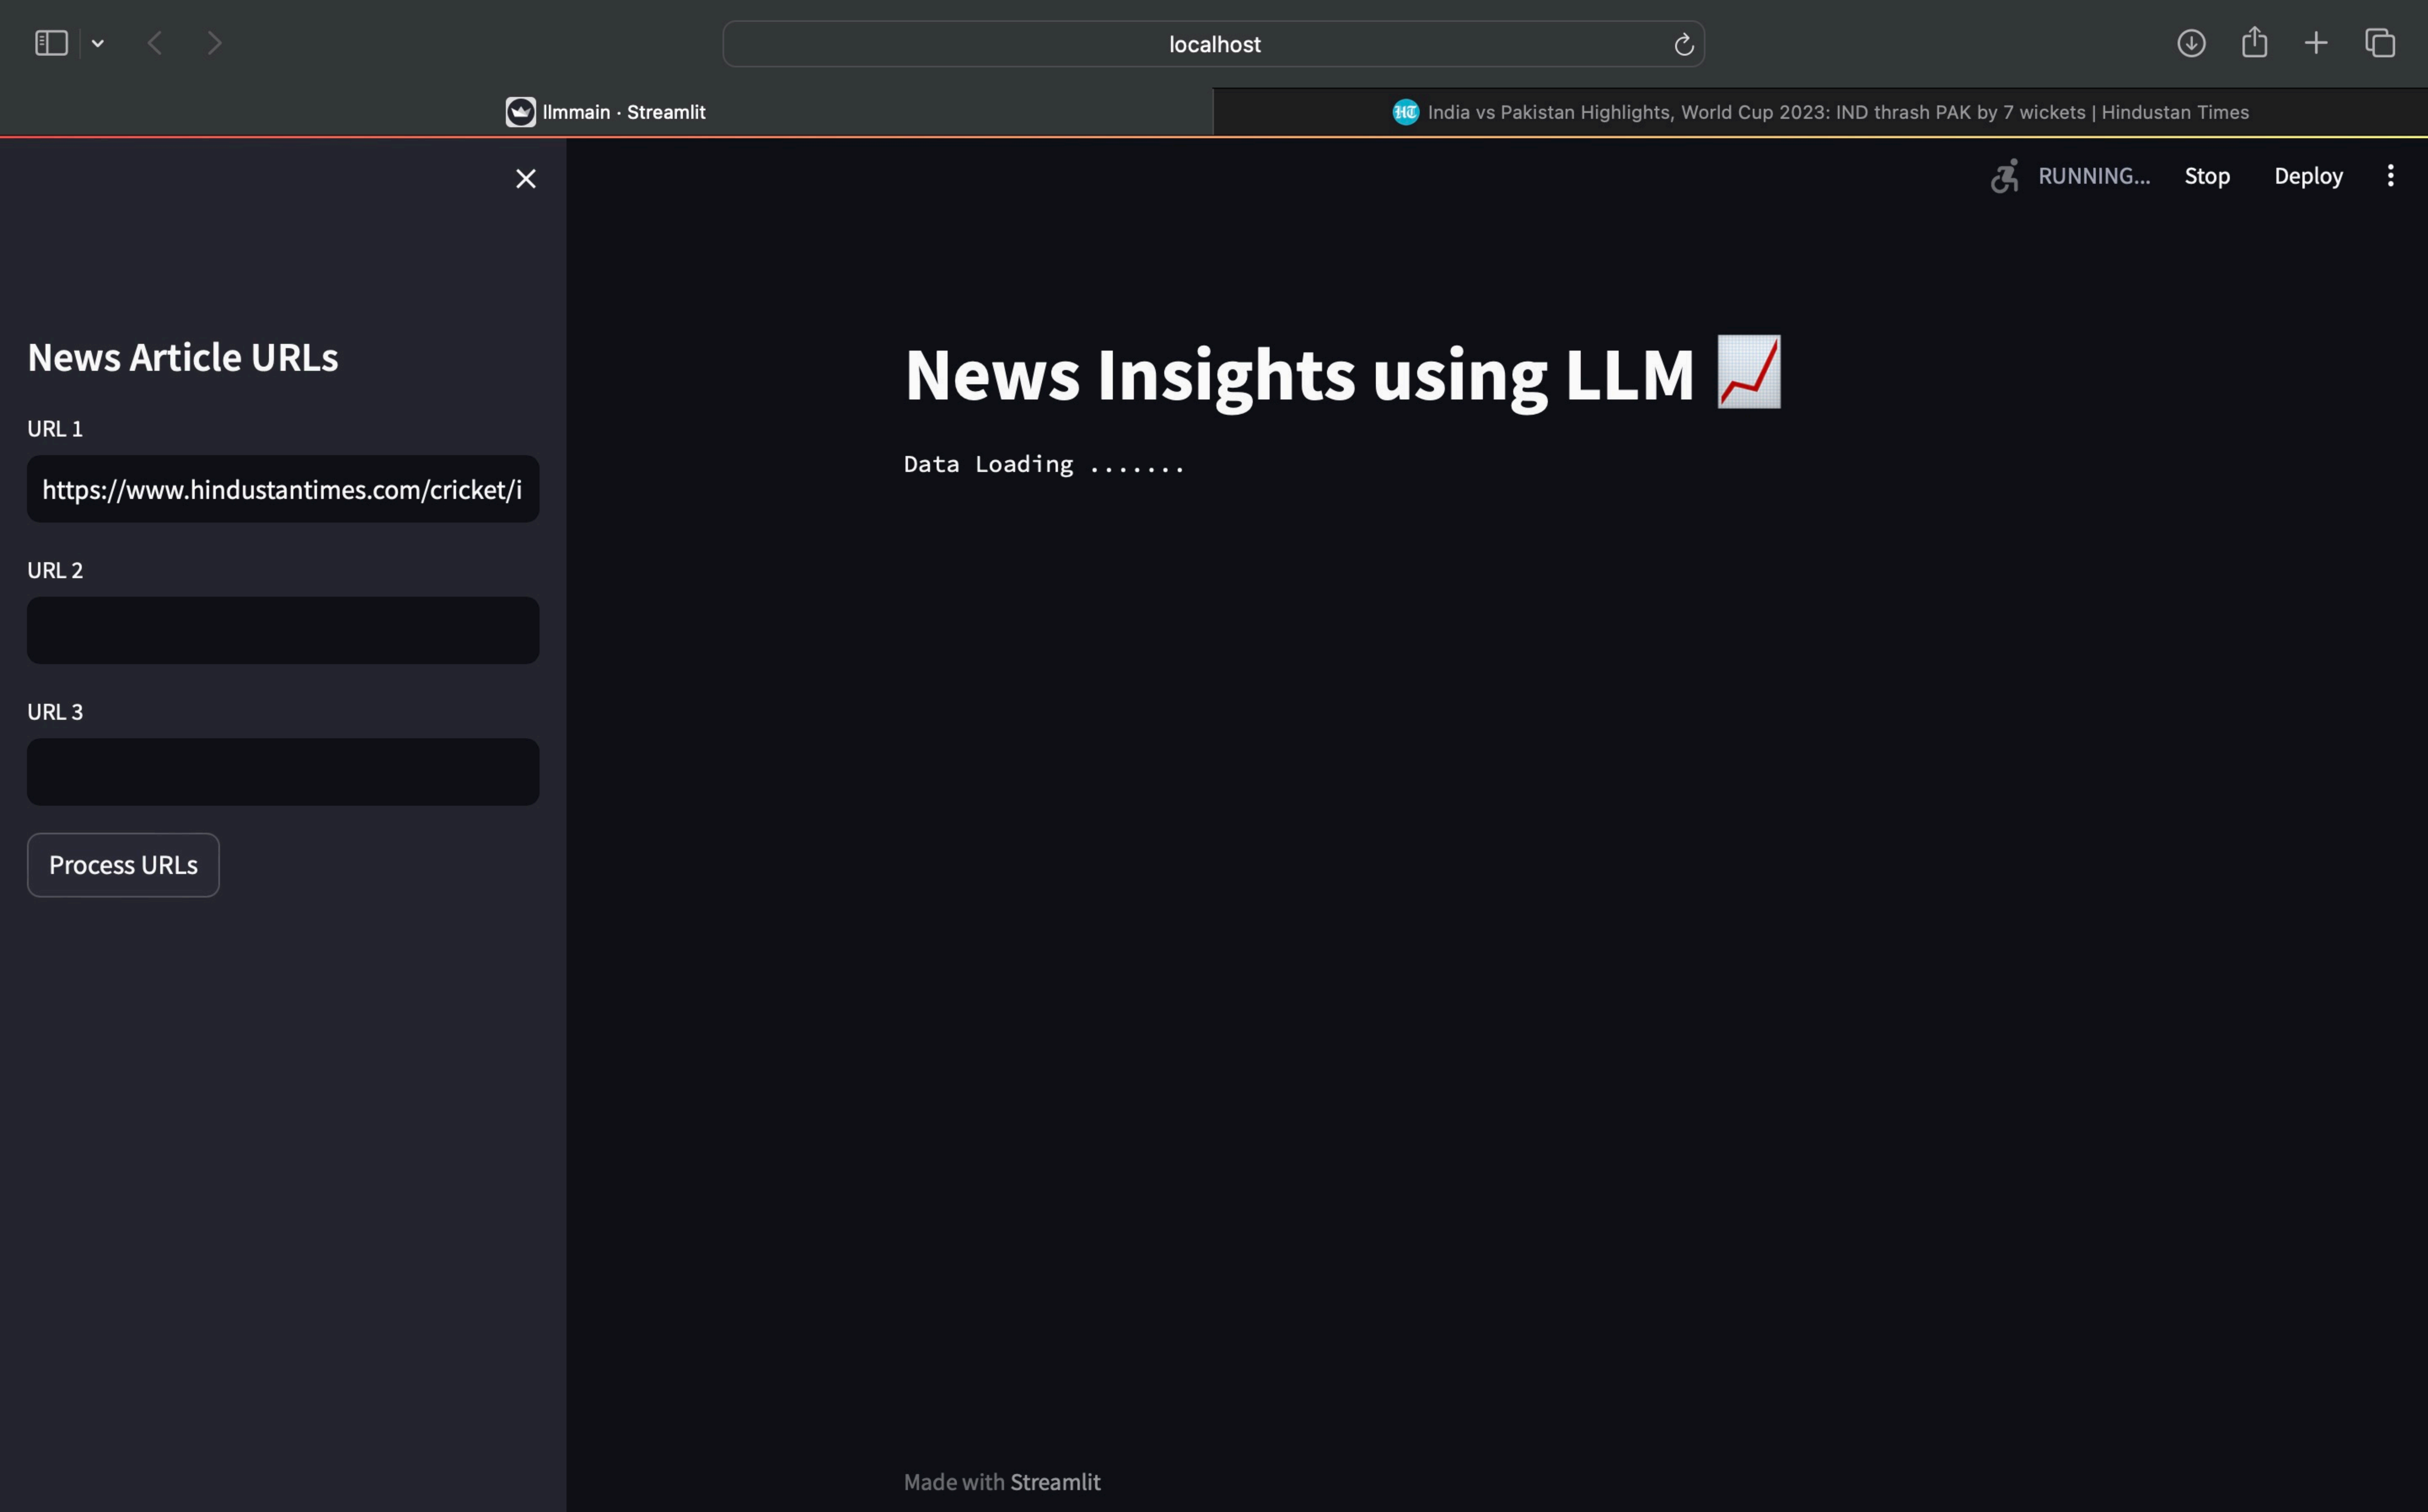 localhost
llmmain · Streamlit
HT India vs Pakistan Highlights, World Cup 2023: IND thrash PAK by 7 wickets | Hindustan Times
RUNNING... Stop Deploy
News Article URLs
URL 1
https://www.hindustantimes.com/cricket/i
URL 2
URL 3
Process URLs
News Insights using LLM
Data Loading .......
Made with Streamlit